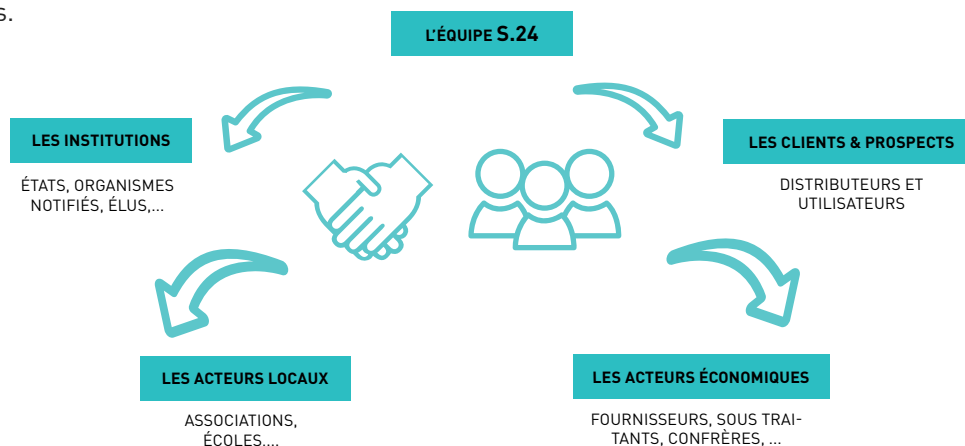 s.
L'ÉQUIPE S.24
LES INSTITUTIONS
ÉTATS, ORGANISMES
NOTIFIÉS, ÉLUS,...
LES CLIENTS & PROSPECTS
DISTRIBUTEURS ET
UTILISATEURS
LES ACTEURS LOCAUX
ASSOCIATIONS,
ÉCOLES,...
LES ACTEURS ÉCONOMIQUES
FOURNISSEURS, SOUS TRAI-
TANTS, CONFRÈRES, ...